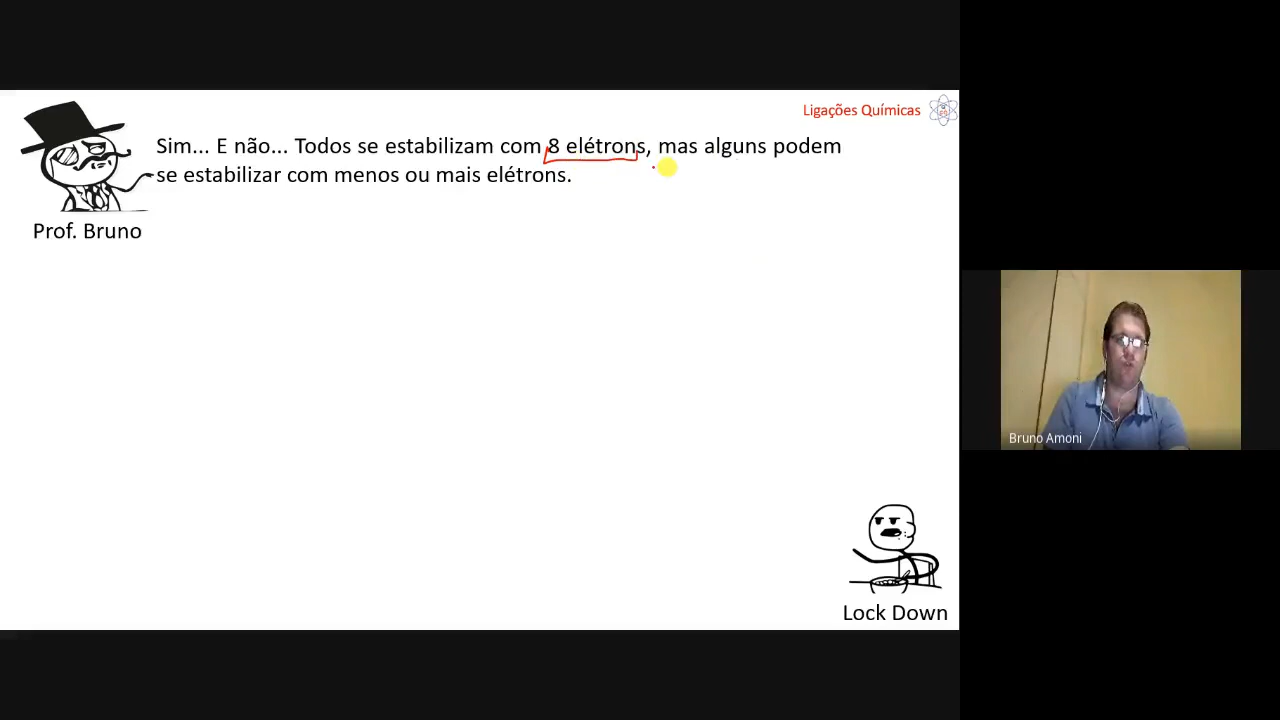 Ligações Químicas
Sim... E não... Todos se estabilizam com 8 elétrons, mas alguns podem
se estabilizar com menos ou mais elétrons.
Prof. Bruno
Bruno Amoni
Lock Down